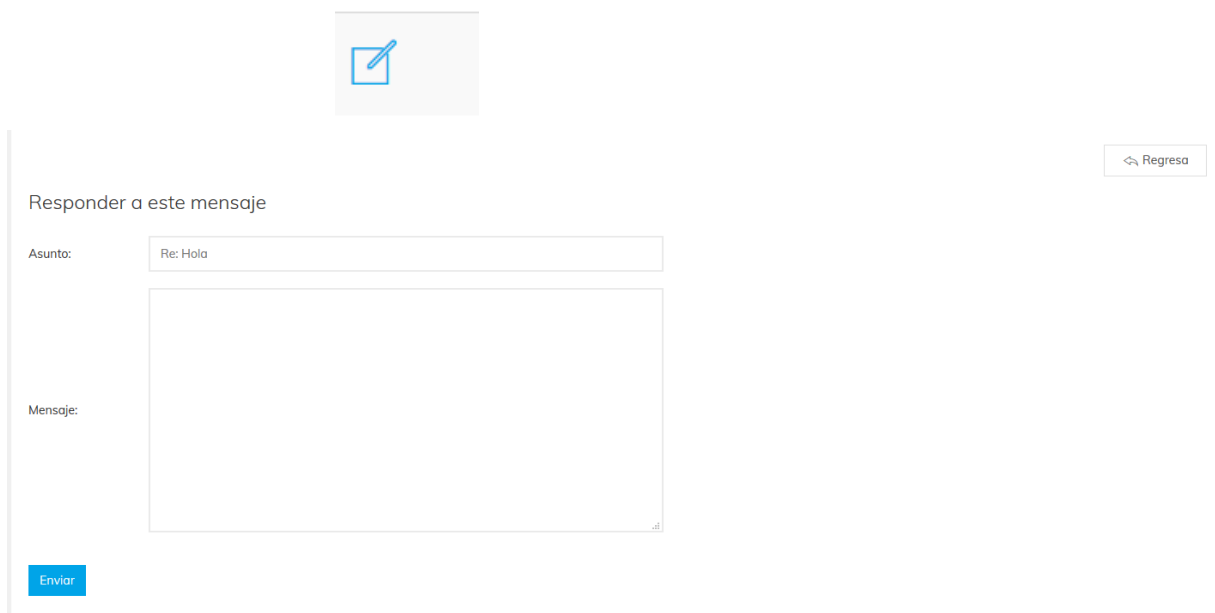 Regresa
Responder a este mensaje
Asunto:
Re: Hola
Mensaje:
Enviar